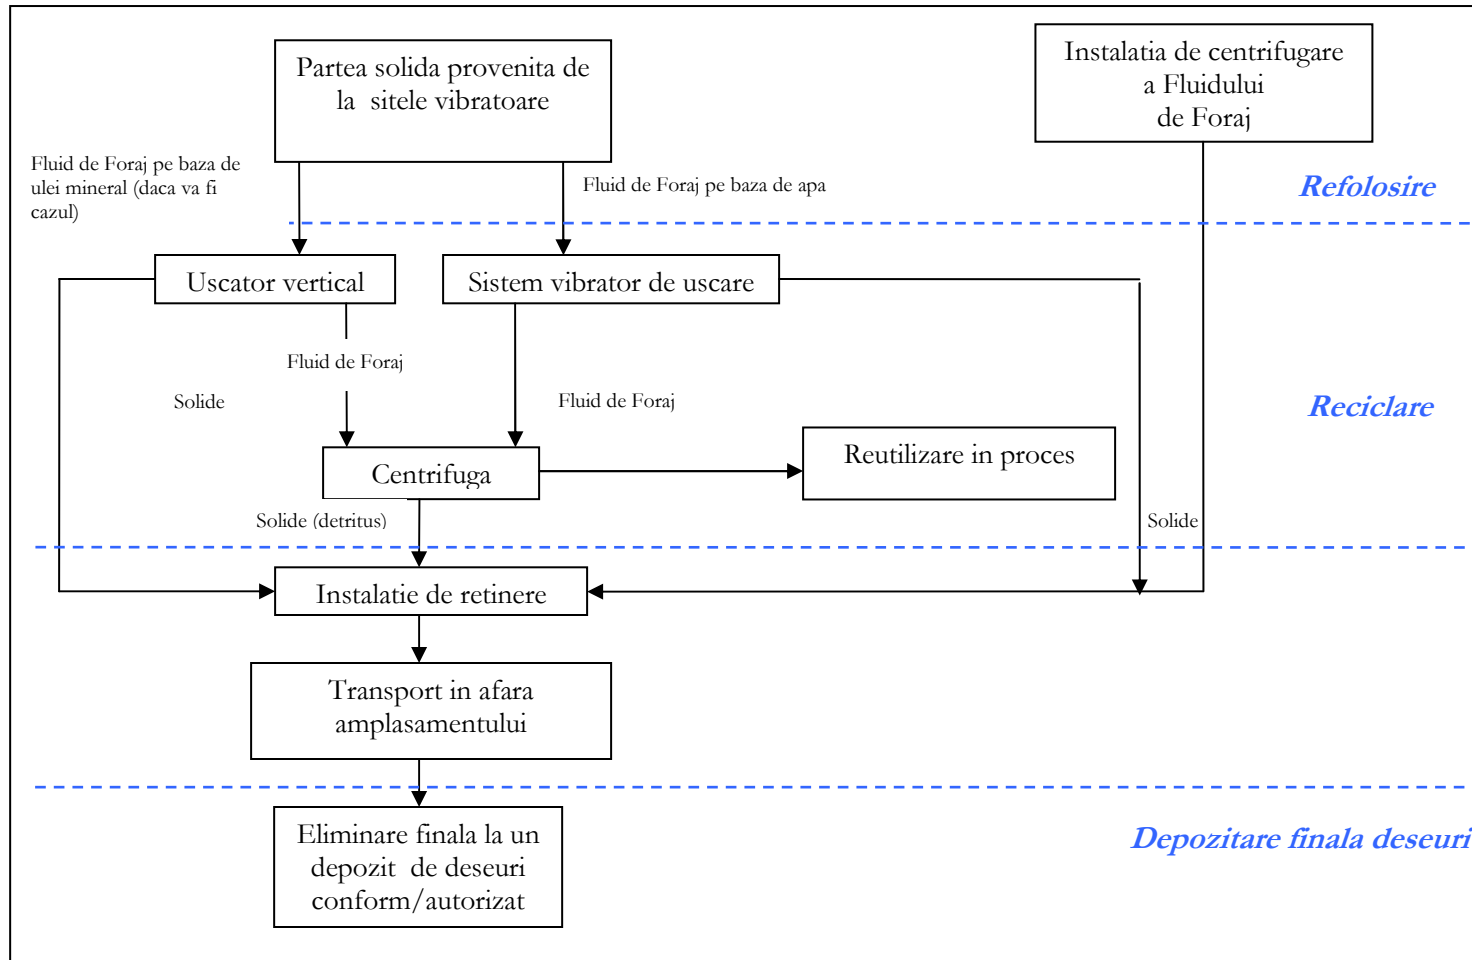 Partea solida provenita de
la sitele vibratoare
Instalatia de centrifugare
a Fluidului
de Foraj
Fluid de Foraj pe baza de
ulei mineral (daca va fi
cazul)
Fluid de Foraj pe baza de apa
Refolosire
Uscator vertical
Sistem vibrator de uscare
Fluid de Foraj
Solide
Fluid de Foraj
Reciclare
Centrifuga
Reutilizare in proces
Solide (detritus)
Solide
Instalatie de retinere
Transport in afara
amplasamentului
Eliminare finala la un
depozit de deseuri
conform/autorizat
Depozitare finala deseuri